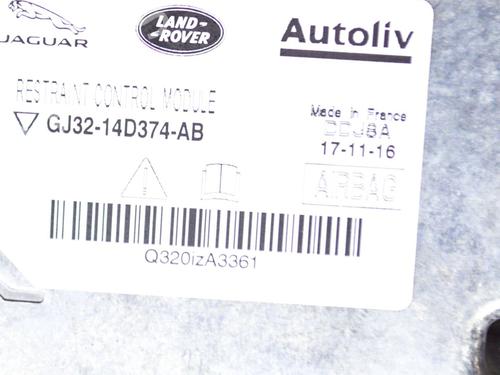 JAGUAR
LAND-
ROVER
Autoliv
RESTRAINT CONTROL MODULE
GJ32-14D374-AB
Made in France
17-11-16
AIRBAG
Q320izA3361